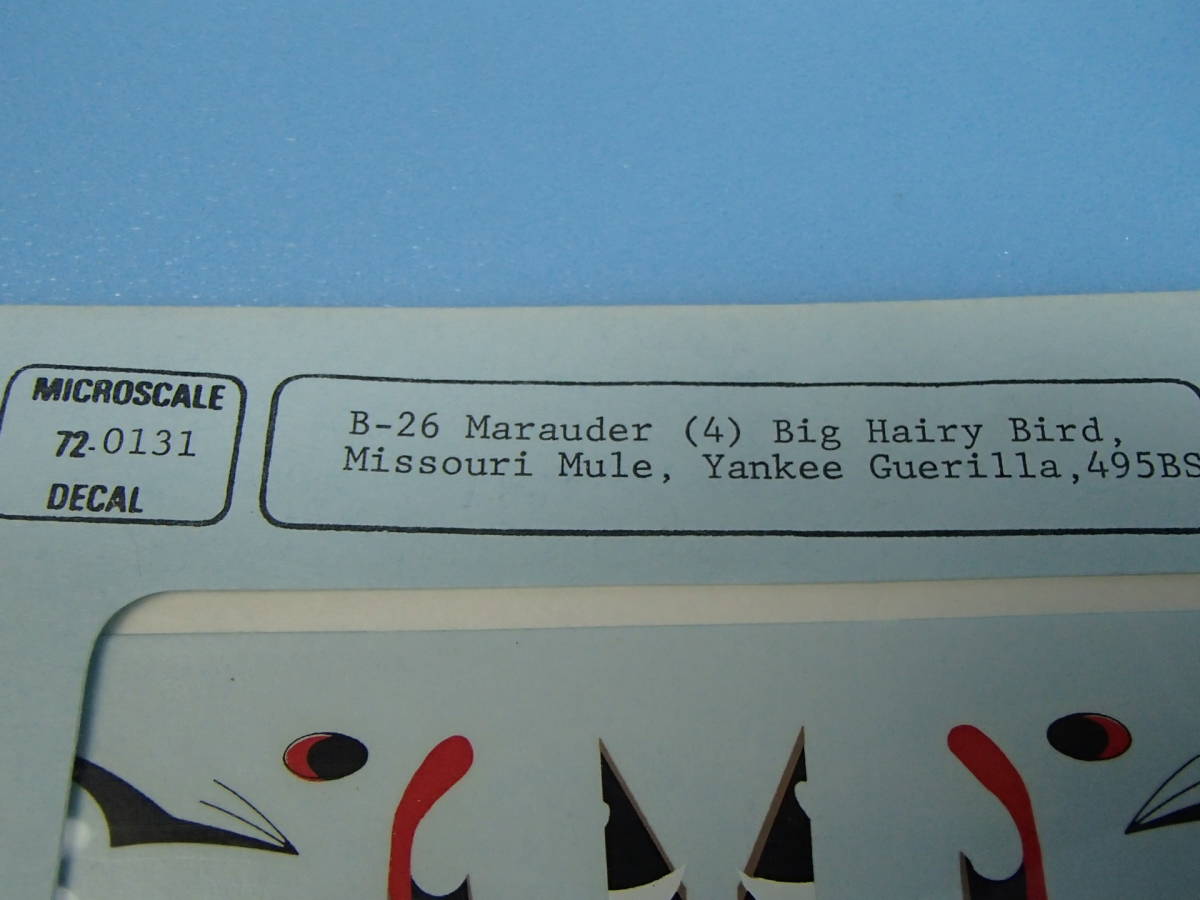 MICROSCALE
72-0131
DECAL
B-26 Marauder (4) Big Hairy Bird,
Missouri Mule, Yankee Guerilla,495BS